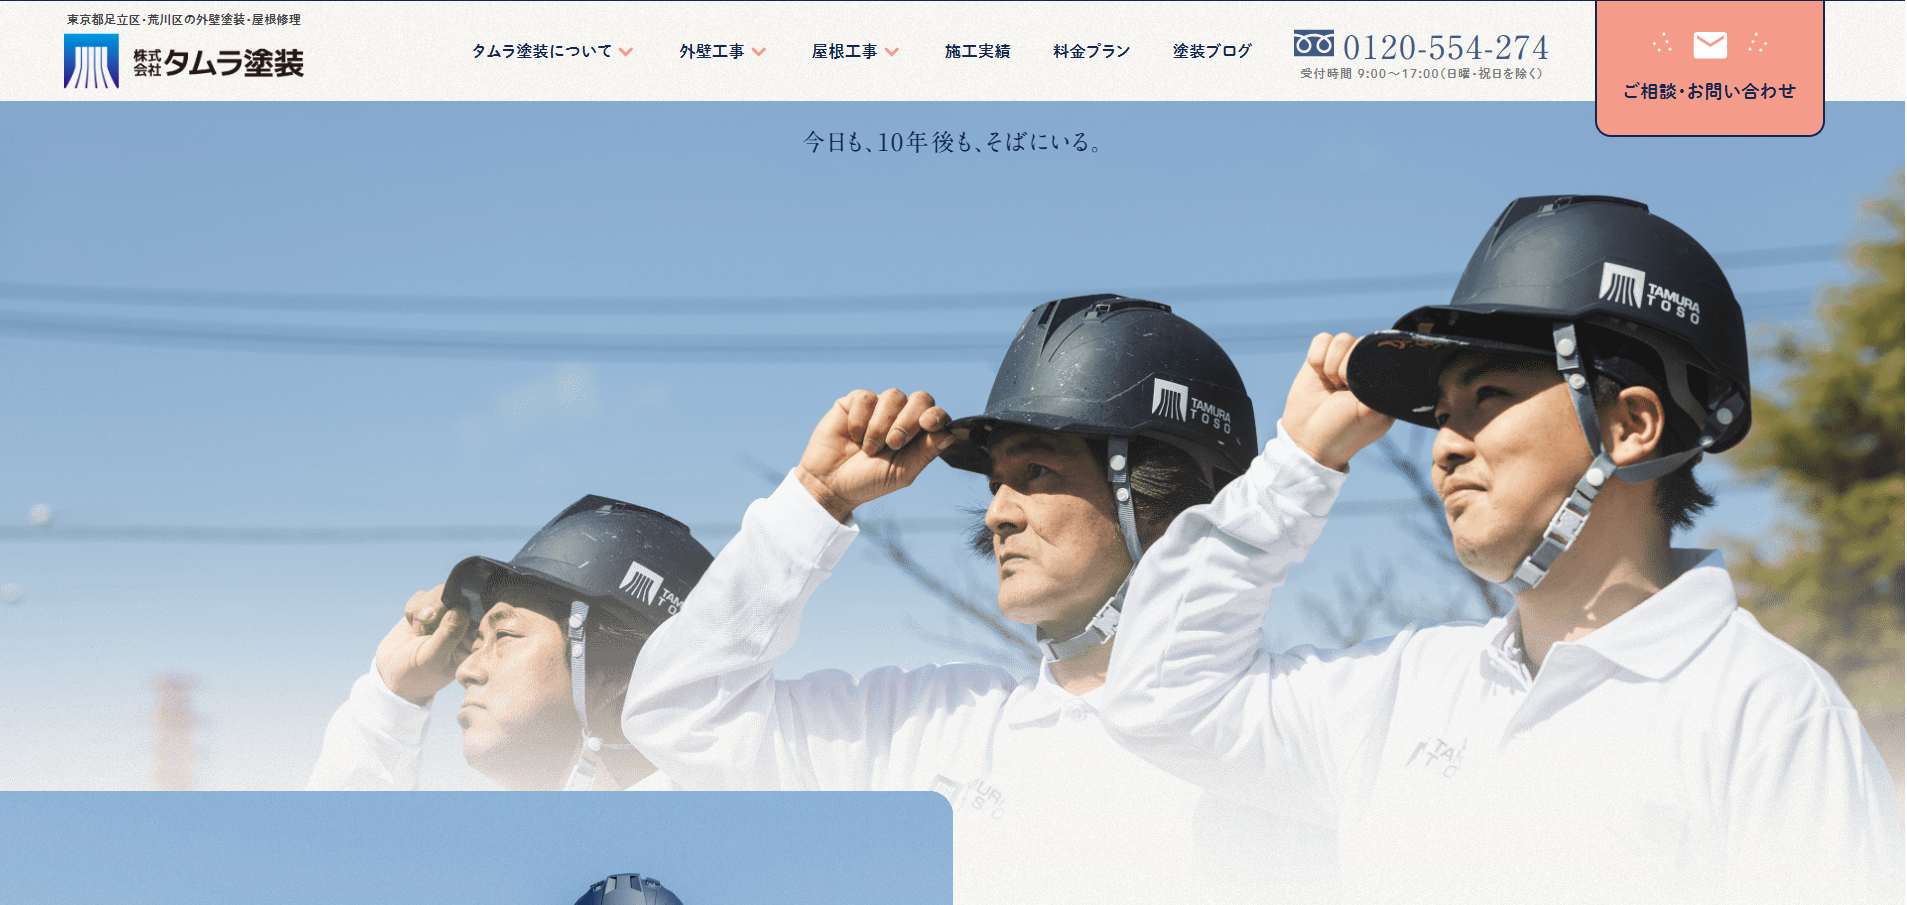 東京都足立区・荒川区の外壁塗装・屋根修理
株式会社タムラ塗装
タムラ塗装について
外壁工事
屋根工事
施工実績
料金プラン
塗装ブログ
0120-554-274
受付時間 9:00〜17:00(日曜・祝日を除く)
ご相談・お問い合わせ
今日も、10年後も、そばにいる。
TAMURA
TOSO
TAMURA
TOSO
TAM
TO